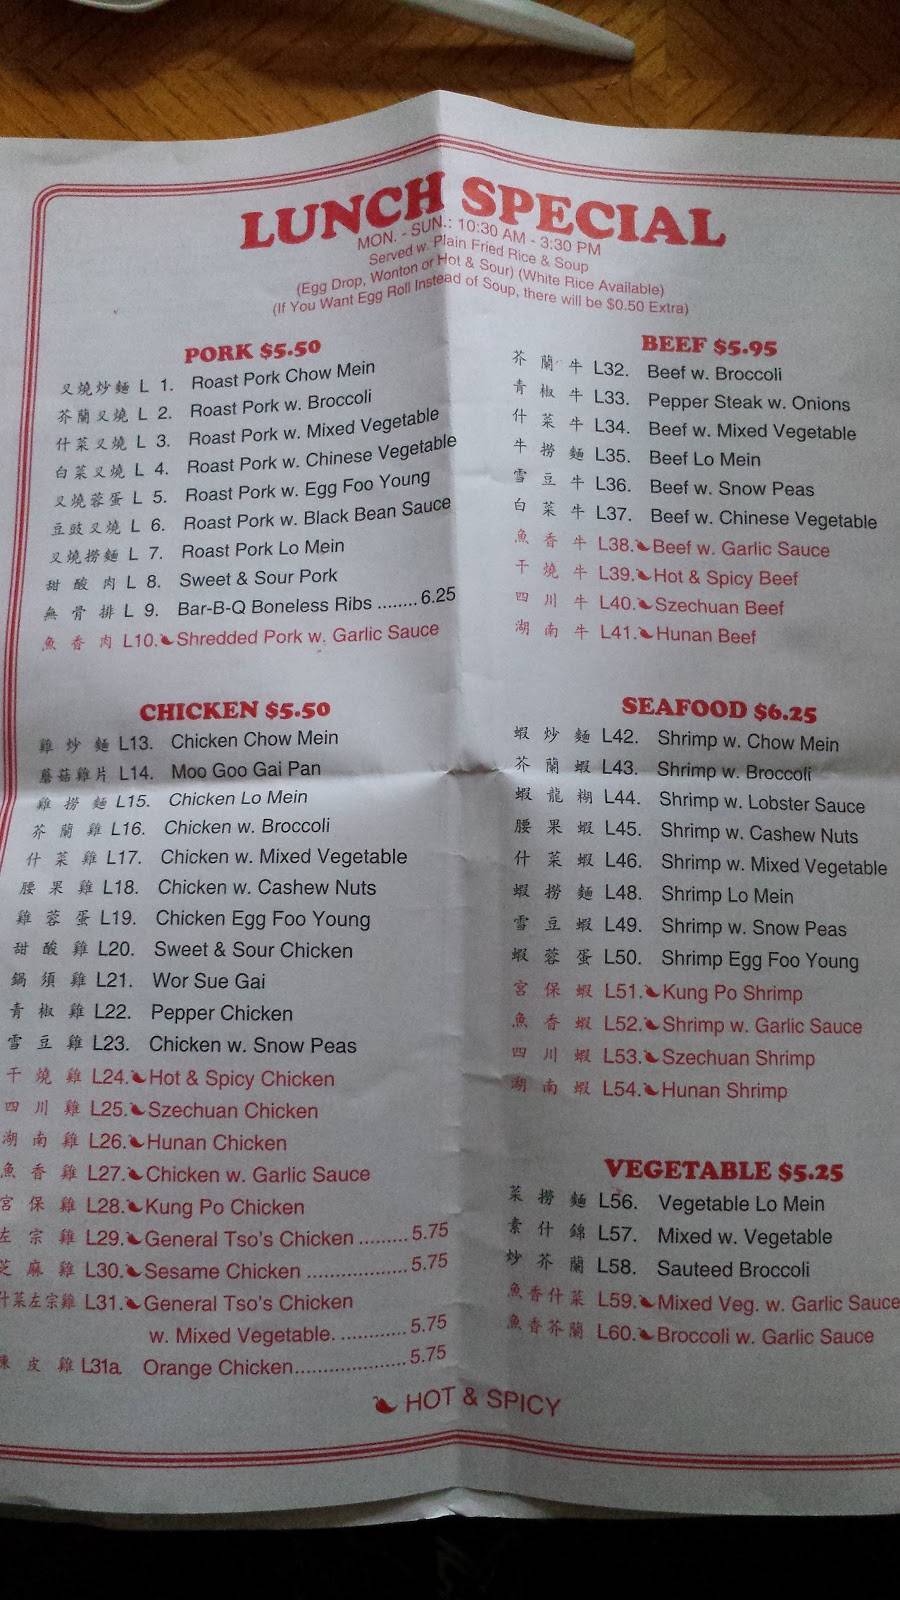 LUNCH SPECIAL
MON. - SUN.: 10:30 AM - 3:30 PM
Served w. Plain Fried Rice & Soup
(Egg Drop, Wonton or Hot & Sour) (White Rice Available)
(If You Want Egg Roll Instead of Soup, there will be $0.50 Extra)
PORK $5.50
叉燒炒麵 L 1. Roast Pork Chow Mein
芥蘭叉燒 L 2. Roast Pork w. Broccoli
什菜叉燒 L 3. Roast Pork w. Mixed Vegetable
白菜叉燒 L 4. Roast Pork w. Chinese Vegetable
叉燒蓉蛋 L 5. Roast Pork w. Egg Foo Young
豆豉叉燒 L 6. Roast Pork w. Black Bean Sauce
叉燒撈麵 L 7. Roast Pork Lo Mein
甜酸肉 L 8. Sweet & Sour Pork
無骨排 L 9. Bar-B-Q Boneless Ribs ........ 6.25
魚香肉 L10. Shredded Pork w. Garlic Sauce
CHICKEN $5.50
雞炒麵 L13. Chicken Chow Mein
蘑菇雞片 L14. Moo Goo Gai Pan
雞撈麵 L15. Chicken Lo Mein
芥蘭雞 L16. Chicken w. Broccoli
什菜雞 L17. Chicken w. Mixed Vegetable
腰果雞 L18. Chicken w. Cashew Nuts
雞蓉蛋 L19. Chicken Egg Foo Young
甜酸雞 L20. Sweet & Sour Chicken
鍋須雞 L21. Wor Sue Gai
青椒雞 L22. Pepper Chicken
雪豆雞 L23. Chicken w. Snow Peas
干燒雞 L24. Hot & Spicy Chicken
四川雞 L25. Szechuan Chicken
湖南雞 L26. Hunan Chicken
魚香雞 L27. Chicken w. Garlic Sauce
宮保雞 L28. Kung Po Chicken
左宗雞 L29. General Tso's Chicken ......... 5.75
芝麻雞 L30. Sesame Chicken .................. 5.75
什菜左宗雞 L31. General Tso's Chicken
w. Mixed Vegetable. ............ 5.75
陳皮雞 L31a. Orange Chicken.................... 5.75
BEEF $5.95
芥蘭牛 L32. Beef w. Broccoli
青椒牛 L33. Pepper Steak w. Onions
什菜牛 L34. Beef w. Mixed Vegetable
牛撈麵 L35. Beef Lo Mein
雪豆牛 L36. Beef w. Snow Peas
白菜牛 L37. Beef w. Chinese Vegetable
魚香牛 L38. Beef w. Garlic Sauce
干燒牛 L39. Hot & Spicy Beef
四川牛 L40. Szechuan Beef
湖南牛 L41. Hunan Beef
SEAFOOD $6.25
蝦炒麵 L42. Shrimp w. Chow Mein
芥蘭蝦 L43. Shrimp w. Broccoli
蝦龍糊 L44. Shrimp w. Lobster Sauce
腰果蝦 L45. Shrimp w. Cashew Nuts
什菜蝦 L46. Shrimp w. Mixed Vegetable
蝦撈麵 L48. Shrimp Lo Mein
雪豆蝦 L49. Shrimp w. Snow Peas
蝦蓉蛋 L50. Shrimp Egg Foo Young
宮保蝦 L51. Kung Po Shrimp
魚香蝦 L52. Shrimp w. Garlic Sauce
四川蝦 L53. Szechuan Shrimp
湖南蝦 L54. Hunan Shrimp
VEGETABLE $5.25
菜撈麵 L56. Vegetable Lo Mein
素什錦 L57. Mixed w. Vegetable
炒芥蘭 L58. Sauteed Broccoli
魚香什菜 L59. Mixed Veg. w. Garlic Sauce
魚香芥蘭 L60. Broccoli w. Garlic Sauce
HOT & SPICY